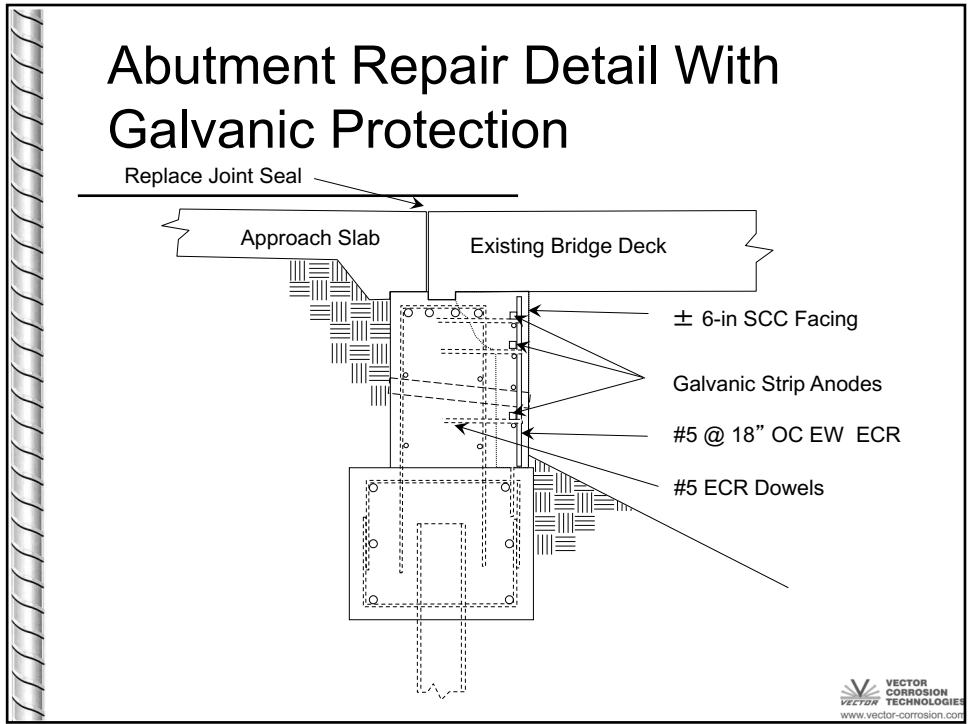 Abutment Repair Detail With
Galvanic Protection
Replace Joint Seal
Approach Slab
Existing Bridge Deck
± 6-in SCC Facing
Galvanic Strip Anodes
#5 @ 18” OC EW ECR
#5 ECR Dowels
VECTOR
VECTOR
CORROSION
TECHNOLOGIES
www.vector-corrosion.com